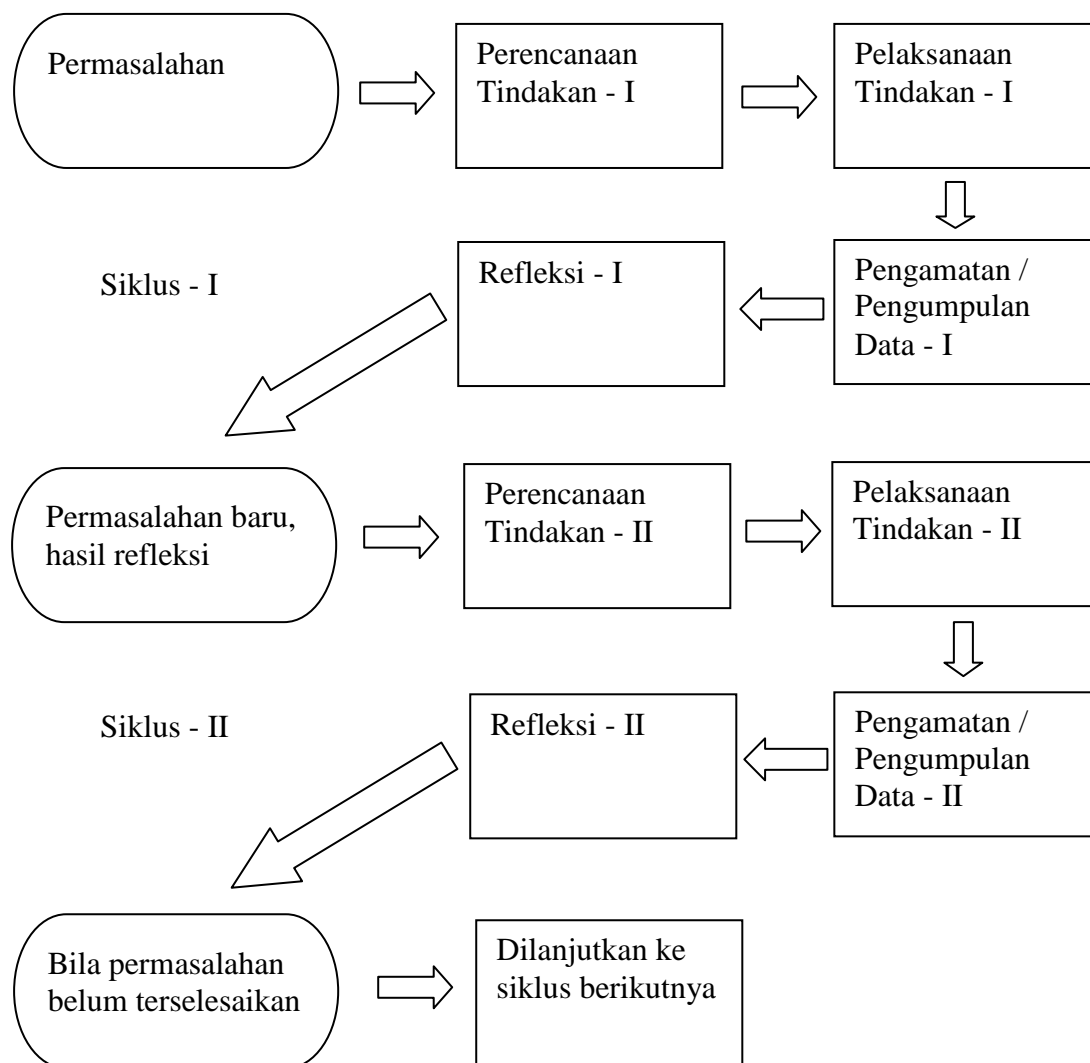 Permasalahan
Perencanaan
Tindakan - I
Pelaksanaan
Tindakan - I
Siklus - I
Refleksi - I
Pengamatan /
Pengumpulan
Data - I
Permasalahan baru,
hasil refleksi
Perencanaan
Tindakan - II
Pelaksanaan
Tindakan - II
Siklus - II
Refleksi - II
Pengamatan /
Pengumpulan
Data - II
Bila permasalahan
belum terselesaikan
Dilanjutkan ke
siklus berikutnya